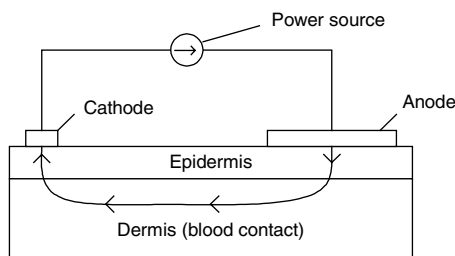 Power source
Cathode
Anode
Epidermis
Dermis (blood contact)